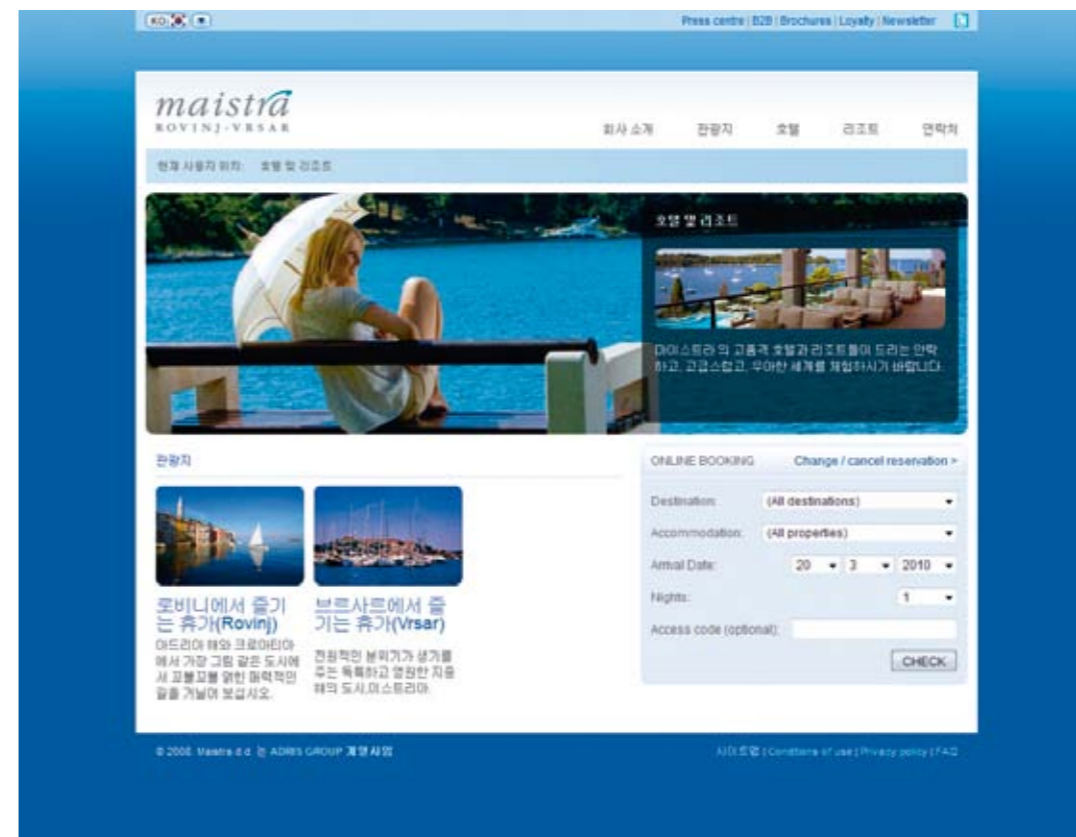 KO
Press centre | B2B | Brochures | Loyalty | Newsletter
maistra
ROVINJ-VRSAR
회사 소개 관광지 호텔 리조트 연락처
현재 사용자 위치: 호텔 및 리조트
호텔 및 리조트
마이스트라의 고품격 호텔과 리조트들이 드리는 안락
하고, 고급스럽고, 우아한 세계를 체험하시기 바랍니다.
관광지
로비니에서 즐기
는 휴가(Rovinj)
아드리아 해와 크로아티아
에서 가장 그림 같은 도시에
서 꼬불꼬불 얽힌 매력적인
길을 거닐어 보십시오.
브르사르에서 즐
기는 휴가(Vrsar)
전원적인 분위기가 생기를
주는 독특하고 영원한 지중
해의 도시,이스트리아.
ONLINE BOOKING Change / cancel reservation >
Destination: (All destinations)
Accommodation: (All properties)
Arrival Date: 20 3 2010
Nights: 1
Access code (optional):
CHECK
© 2008 Maistra d.d. 는 ADRIS GROUP 계열사업
사이트맵 | Conditions of use | Privacy policy | FAQ